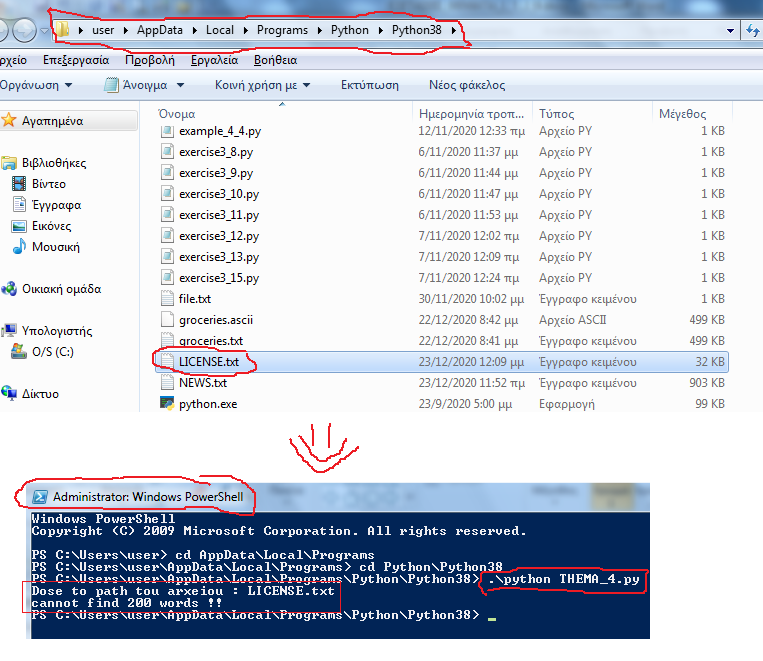 user ▸ AppData ▸ Local ▸ Programs ▸ Python ▸ Python38 ▸
ρχείο Επεξεργασία Προβολή Εργαλεία Βοήθεια
Οργάνωση Άνοιγμα Κοινή χρήση με Εκτύπωση Νέος φάκελος
Αγαπημένα
Βιβλιοθήκες
Βίντεο
Έγγραφα
Εικόνες
Μουσική
Οικιακή ομάδα
Υπολογιστής
O/S (C:)
Δίκτυο
Όνομα Ημερομηνία τροπ... Τύπος Μέγεθος
example_4_4.py 12/11/2020 12:33 πμ Αρχείο PY 1 KB
exercise3_8.py 6/11/2020 11:37 μμ Αρχείο PY 1 KB
exercise3_9.py 6/11/2020 11:44 μμ Αρχείο PY 1 KB
exercise3_10.py 6/11/2020 11:47 μμ Αρχείο PY 1 KB
exercise3_11.py 6/11/2020 11:53 μμ Αρχείο PY 1 KB
exercise3_12.py 7/11/2020 12:02 πμ Αρχείο PY 1 KB
exercise3_13.py 7/11/2020 12:09 πμ Αρχείο PY 1 KB
exercise3_15.py 7/11/2020 12:24 πμ Αρχείο PY 1 KB
file.txt 30/11/2020 10:02 μμ Έγγραφο κειμένου 1 KB
groceries.ascii 22/12/2020 8:42 μμ Αρχείο ASCII 499 KB
groceries.txt 22/12/2020 8:41 μμ Έγγραφο κειμένου 499 KB
LICENSE.txt 23/12/2020 12:09 μμ Έγγραφο κειμένου 32 KB
NEWS.txt 23/12/2020 11:52 πμ Έγγραφο κειμένου 903 KB
python.exe 23/9/2020 5:00 μμ Εφαρμογή 99 KB
Administrator: Windows PowerShell
Windows PowerShell
Copyright (C) 2009 Microsoft Corporation. All rights reserved.
PS C:\Users\user> cd AppData\Local\Programs
PS C:\Users\user\AppData\Local\Programs> cd Python\Python38
PS C:\Users\user\AppData\Local\Programs\Python\Python38> .\python THEMA_4.py
Dose to path tou arxeiou : LICENSE.txt
cannot find 200 words !!
PS C:\Users\user\AppData\Local\Programs\Python\Python38> _